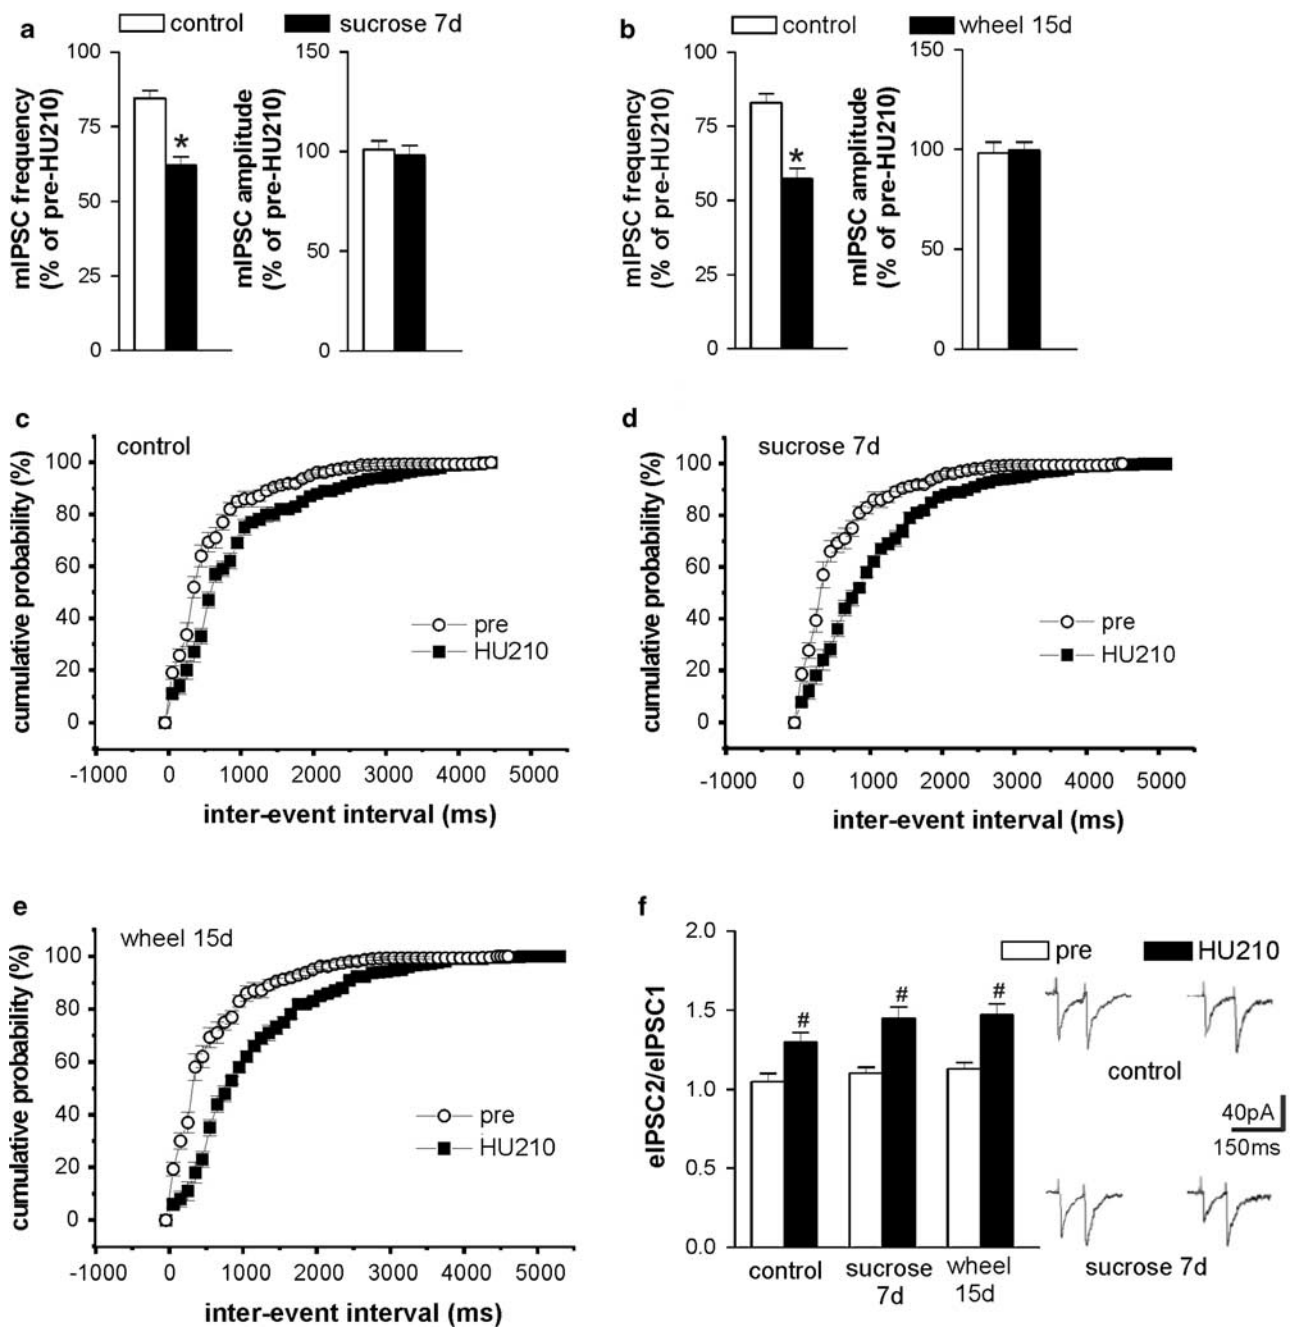 a
control
sucrose 7d
mIPSC frequency
(% of pre-HU210)
100
75
50
25
0
*
mIPSC amplitude
(% of pre-HU210)
150
100
50
0
b
control
wheel 15d
mIPSC frequency
(% of pre-HU210)
100
75
50
25
0
*
mIPSC amplitude
(% of pre-HU210)
150
100
50
0
c
control
cumulative probability (%)
100
80
60
40
20
0
pre
HU210
-1000 0 1000 2000 3000 4000 5000
inter-event interval (ms)
d
sucrose 7d
cumulative probability (%)
100
80
60
40
20
0
pre
HU210
-1000 0 1000 2000 3000 4000 5000
inter-event interval (ms)
e
wheel 15d
cumulative probability (%)
100
80
60
40
20
0
pre
HU210
-1000 0 1000 2000 3000 4000 5000
inter-event interval (ms)
f
eIPSC2/eIPSC1
2.0
1.5
1.0
0.5
0.0
pre
HU210
# # #
control
sucrose
7d
wheel
15d
control
40pA
150ms
sucrose 7d